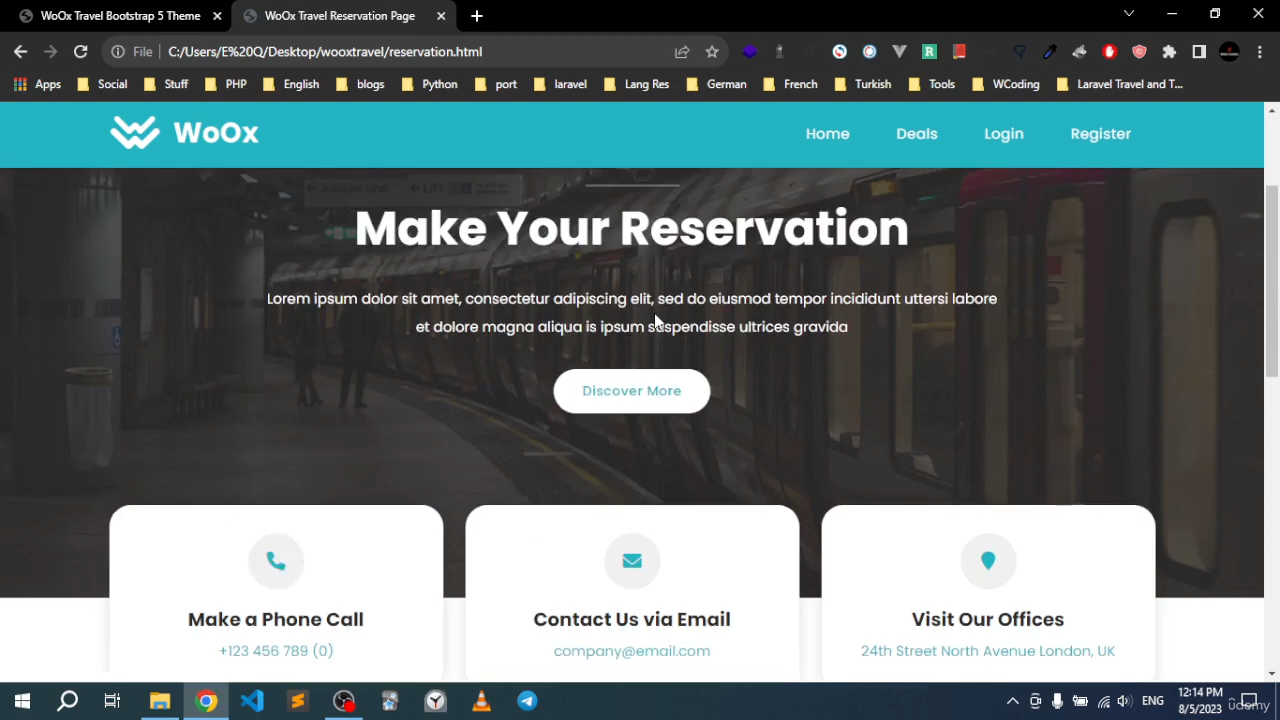 WoOx Travel Bootstrap 5 Theme
WoOx Travel Reservation Page
File
C:/Users/E%20Q/Desktop/wooxtravel/reservation.html
Apps
Social
Stuff
PHP
English
blogs
Python
port
laravel
Lang Res
German
French
Turkish
Tools
WCoding
Laravel Travel and T...
WoOx
Home
Deals
Login
Register
Jubilee line
Lift
Make Your Reservation
Lorem ipsum dolor sit amet, consectetur adipiscing elit, sed do eiusmod tempor incididunt uttersi labore
et dolore magna aliqua is ipsum suspendisse ultrices gravida
Discover More
Make a Phone Call
+123 456 789 (0)
Contact Us via Email
company@email.com
Visit Our Offices
24th Street North Avenue London, UK
ENG
12:14 PM
8/5/2023
udemy